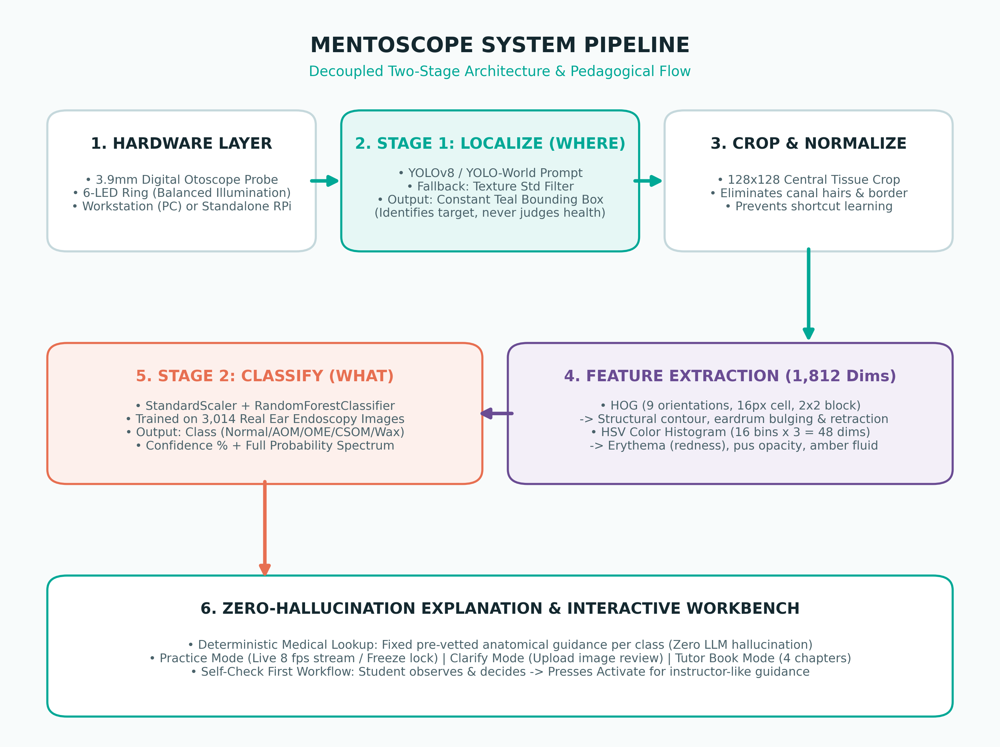 MENTOSCOPE SYSTEM PIPELINE
Decoupled Two-Stage Architecture & Pedagogical Flow
1. HARDWARE LAYER
• 3.9mm Digital Otoscope Probe
• 6-LED Ring (Balanced Illumination)
• Workstation (PC) or Standalone RPi
2. STAGE 1: LOCALIZE (WHERE)
• YOLOv8 / YOLO-World Prompt
• Fallback: Texture Std Filter
• Output: Constant Teal Bounding Box
(Identifies target, never judges health)
3. CROP & NORMALIZE
• 128x128 Central Tissue Crop
• Eliminates canal hairs & border
• Prevents shortcut learning
4. FEATURE EXTRACTION (1,812 Dims)
• HOG (9 orientations, 16px cell, 2x2 block)
-> Structural contour, eardrum bulging & retraction
• HSV Color Histogram (16 bins x 3 = 48 dims)
-> Erythema (redness), pus opacity, amber fluid
5. STAGE 2: CLASSIFY (WHAT)
• StandardScaler + RandomForestClassifier
• Trained on 3,014 Real Ear Endoscopy Images
• Output: Class (Normal/AOM/OME/CSOM/Wax)
• Confidence % + Full Probability Spectrum
6. ZERO-HALLUCINATION EXPLANATION & INTERACTIVE WORKBENCH
• Deterministic Medical Lookup: Fixed pre-vetted anatomical guidance per class (Zero LLM hallucination)
• Practice Mode (Live 8 fps stream / Freeze lock) | Clarify Mode (Upload image review) | Tutor Book Mode (4 chapters)
• Self-Check First Workflow: Student observes & decides -> Presses Activate for instructor-like guidance